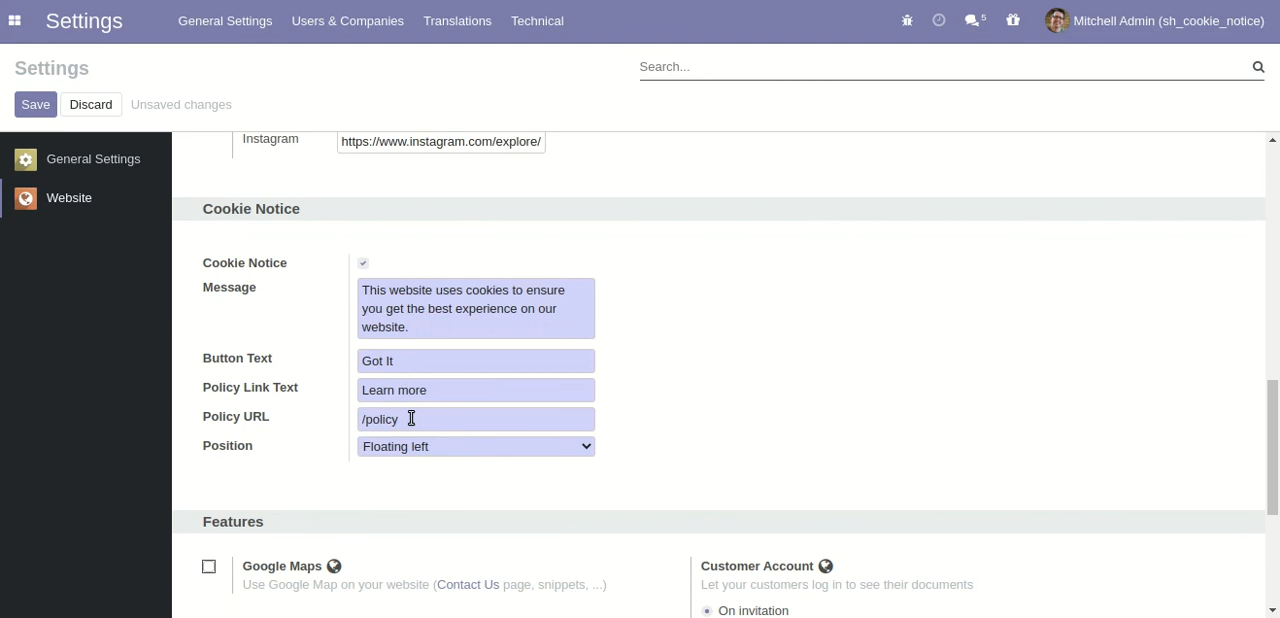 Settings
General Settings
Users & Companies
Translations
Technical
5
Mitchell Admin (sh_cookie_notice)
Settings
Search...
Save
Discard
Unsaved changes
General Settings
Website
Instagram
https://www.instagram.com/explore/
Cookie Notice
Cookie Notice
Message
This website uses cookies to ensure
you get the best experience on our
website.
Button Text
Got It
Policy Link Text
Learn more
Policy URL
/policy
Position
Floating left
Features
Google Maps
Use Google Map on your website (Contact Us page, snippets, ...)
Customer Account
Let your customers log in to see their documents
On invitation